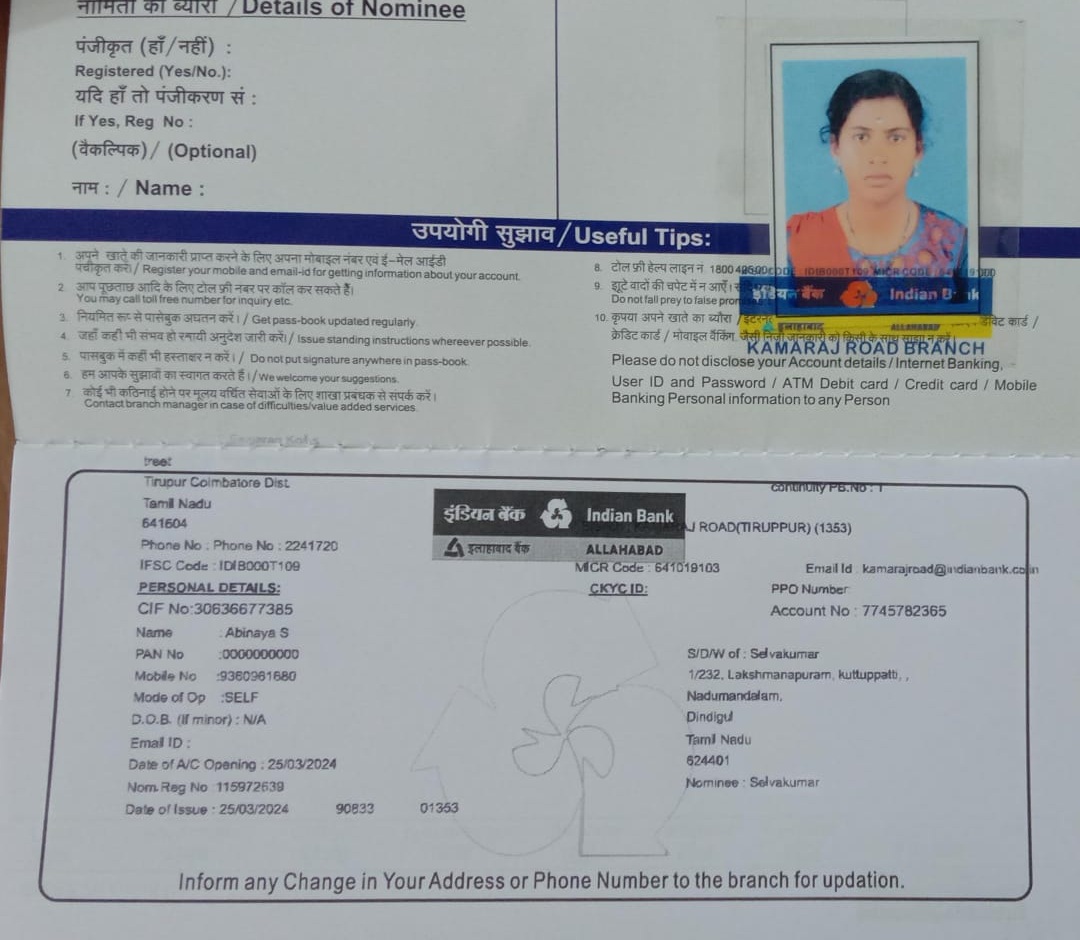 नामिती का ब्यौरा / Details of Nominee
पंजीकृत (हाँ/नहीं) :
Registered (Yes/No.):
यदि हाँ तो पंजीकरण सं :
If Yes, Reg No :
(वैकल्पिक) / (Optional)
नाम : / Name :
उपयोगी सुझाव / Useful Tips:
1. अपने खाते की जानकारी प्राप्त करने के लिए अपना मोबाइल नंबर एवं ई–मेल आईडी
पंचीकृत करें। / Register your mobile and email-id for getting information about your account.
2. आप पूछताछ आदि के लिए टोल फ्री नंबर पर कॉल कर सकते हैं।
You may call toll free number for inquiry etc.
3. नियमित रूप से पासबुक अघतन करें। / Get pass-book updated regularly.
4. जहाँ कहीं भी संभव हो स्थायी अनुदेश जारी करें। / Issue standing instructions whereever possible.
5. पासबुक में कहीं भी हस्ताक्षर न करें। / Do not put signature anywhere in pass-book.
6. हम आपके सुझावों का स्वागत करते हैं। / We welcome your suggestions.
7. कोई भी कठिनाई होने पर मूल्य वर्धित सेवाओं के लिए शाखा प्रबंधक से संपर्क करें।
Contact branch manager in case of difficulties/value added services.
8. टोल फ्री हेल्प लाइन नं 1800
9. झूटे वादों की चपेट में न आएँ।
Do not fall prey to false
10. कृपया अपने खाते का ब्यौरा / इंटरनेट डेबिट कार्ड /
क्रेडिट कार्ड / मोबाइल बैंकिंग जैसी निजी जानकारी को किसी के साथ साझा न करें।
Please do not disclose your Account details / Internet Banking,
User ID and Password / ATM Debit card / Credit card / Mobile
Banking Personal information to any Person
IDIB000T109 MICR CODE
इंडियन बैंक Indian Bank
इलाहाबाद ALLAHABAD
KAMARAJ ROAD BRANCH
treet
Tirupur Coimbatore Dist
Tamil Nadu
641604
Phone No : Phone No : 2241720
IFSC Code : IDIB000T109
PERSONAL DETAILS:
CIF No:30636677385
Name : Abinaya S
PAN No :0000000000
Mobile No :9360961680
Mode of Op :SELF
D.O.B. (If minor) : N/A
Email ID :
Date of A/C Opening : 25/03/2024
Nom.Reg No :115972639
Date of Issue : 25/03/2024 90833 01353
इंडियन बैंक Indian Bank
इलाहाबाद बैंक ALLAHABAD
continuity PB.No : 1
AJ ROAD(TIRUPPUR) (1353)
MICR Code : 641019103 Email Id : kamarajroad@indianbank.co.in
CKYC ID: PPO Number
Account No : 7745782365
S/D/W of : Selvakumar
1/232, Lakshmanapuram, kuttuppatti, ,
Nadumandalam,
Dindigul
Tamil Nadu
624401
Nominee : Selvakumar
Inform any Change in Your Address or Phone Number to the branch for updation.